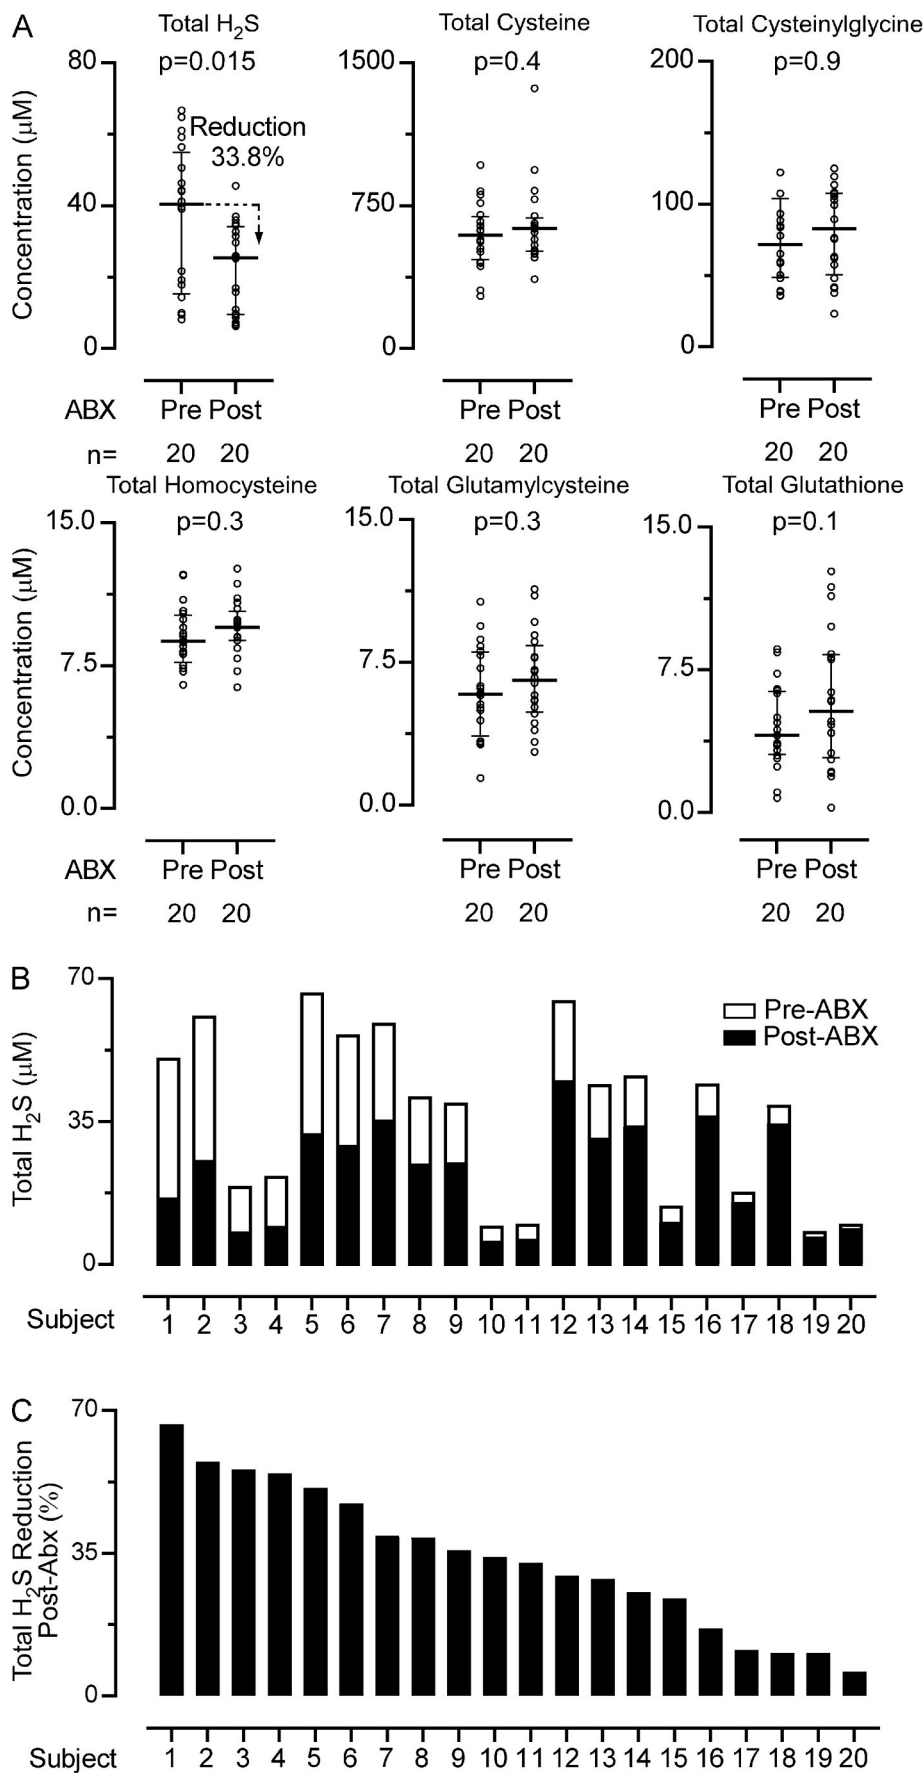 A
Total H2S
p=0.015
Concentration (μM)
80
40
0
Reduction
33.8%
ABX
Pre Post
n=
20 20
Total Cysteine
p=0.4
1500
750
0
Pre Post
20 20
Total Cysteinylglycine
p=0.9
200
100
0
Pre Post
20 20
Total Homocysteine
p=0.3
Concentration (μM)
15.0
7.5
0.0
ABX
Pre Post
n=
20 20
Total Glutamylcysteine
p=0.3
15.0
7.5
0.0
Pre Post
20 20
Total Glutathione
p=0.1
15.0
7.5
0.0
Pre Post
20 20
B
Total H2S (μM)
70
35
0
Pre-ABX
Post-ABX
Subject
1 2 3 4 5 6 7 8 9 10 11 12 13 14 15 16 17 18 19 20
C
Total H2S Reduction
Post-Abx (%)
70
35
0
Subject
1 2 3 4 5 6 7 8 9 10 11 12 13 14 15 16 17 18 19 20